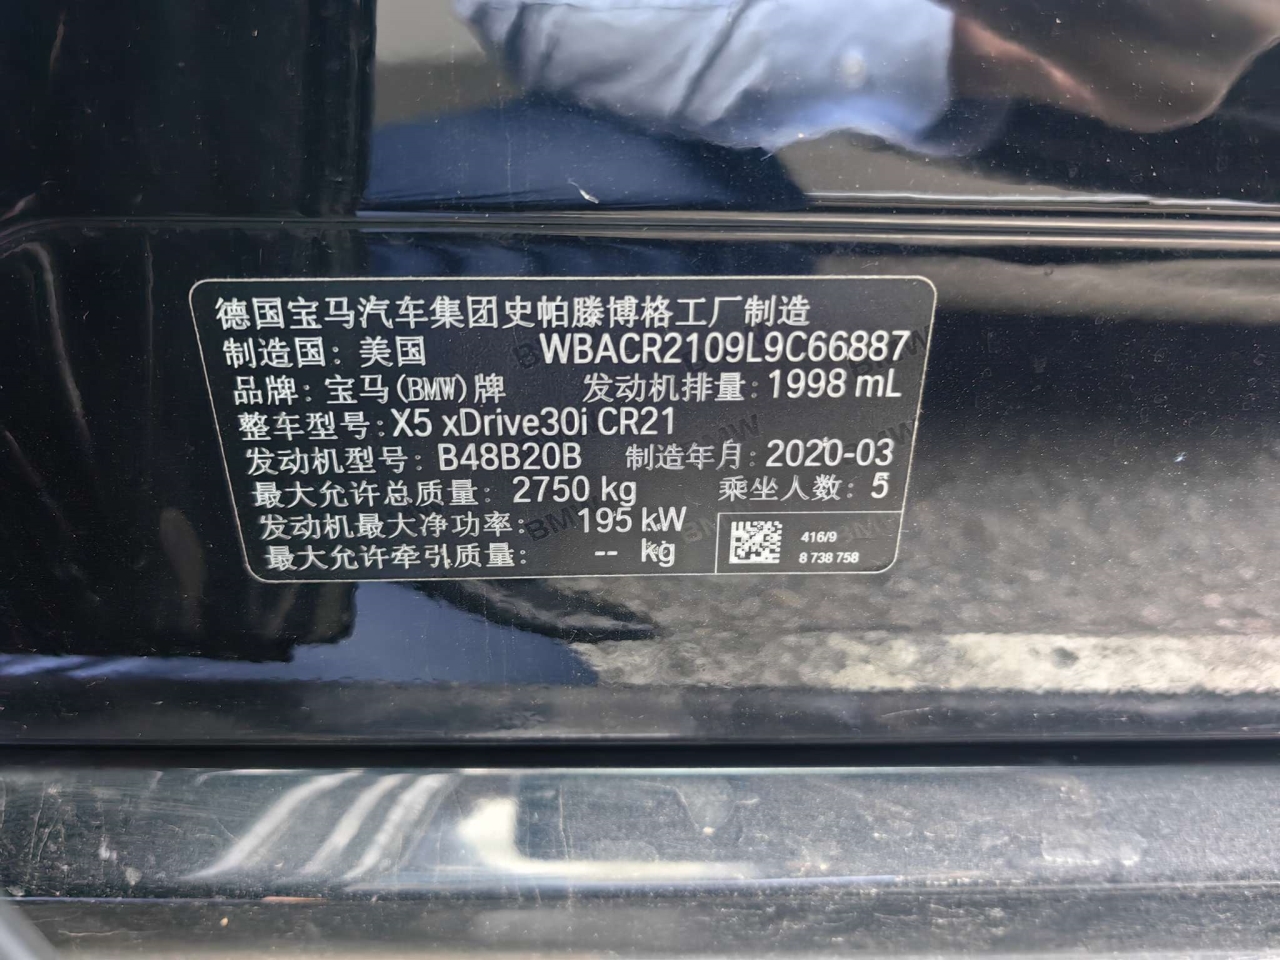 德国宝马汽车集团史帕滕博格工厂制造
制造国：美国 WBACR2109L9C66887
品牌：宝马(BMW)牌 发动机排量：1998 mL
整车型号：X5 xDrive30i CR21
发动机型号：B48B20B 制造年月：2020-03
最大允许总质量：2750 kg 乘坐人数：5
发动机最大净功率：195 kW
最大允许牵引质量：-- kg
416/9
8 738 758